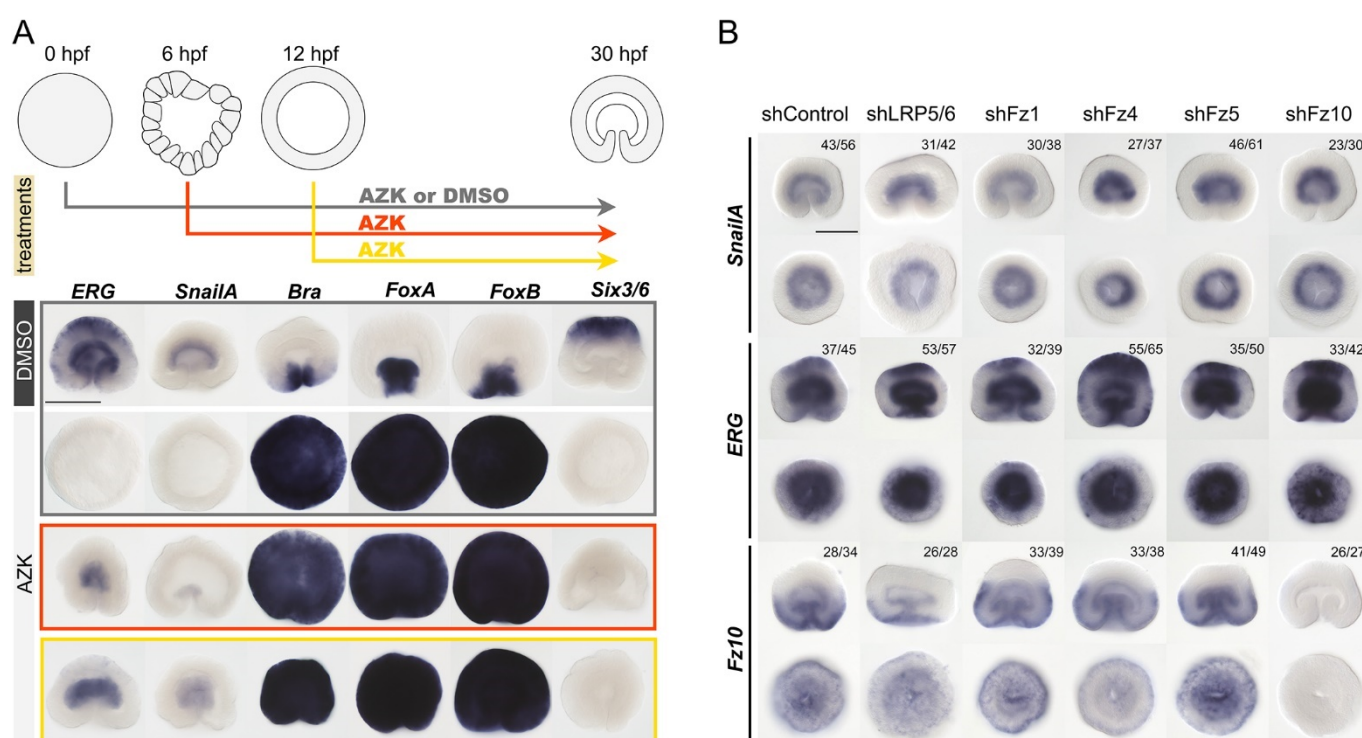 A
0 hpf 6 hpf 12 hpf 30 hpf
treatments
AZK or DMSO
AZK
AZK
ERG SnailA Bra FoxA FoxB Six3/6
DMSO
AZK
B
shControl shLRP5/6 shFz1 shFz4 shFz5 shFz10
SnailA
43/56 31/42 30/38 27/37 46/61 23/30
ERG
37/45 53/57 32/39 55/65 35/50 33/42
Fz10
28/34 26/28 33/39 33/38 41/49 26/27